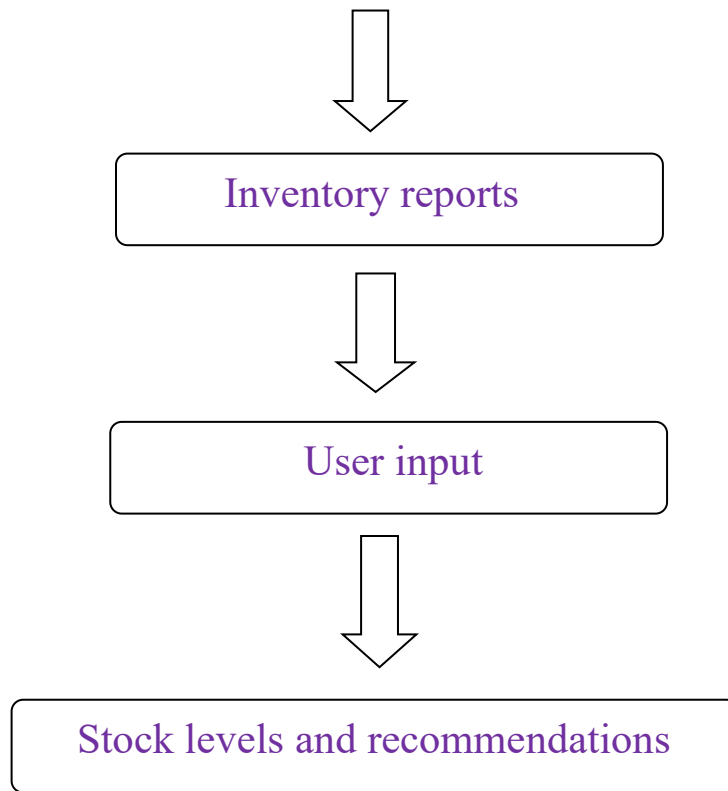 Inventory reports
User input
Stock levels and recommendations